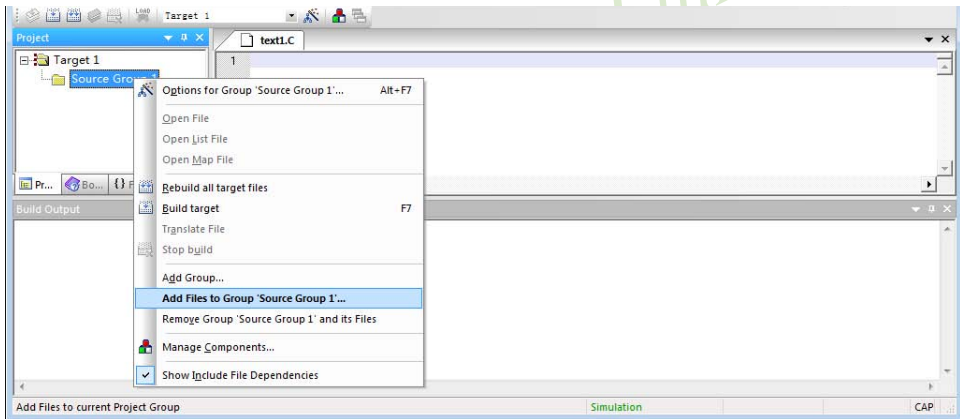 LOAD
Target 1
Project
text1.C
Target 1
1
Source Group 1
Options for Group 'Source Group 1'... Alt+F7
Open File
Open List File
Open Map File
Pr... Bo... {} F
Rebuild all target files
Build Output
Build target F7
Translate File
Stop build
Add Group...
Add Files to Group 'Source Group 1'...
Remove Group 'Source Group 1' and its Files
Manage Components...
Show Include File Dependencies
Add Files to current Project Group
Simulation
CAP